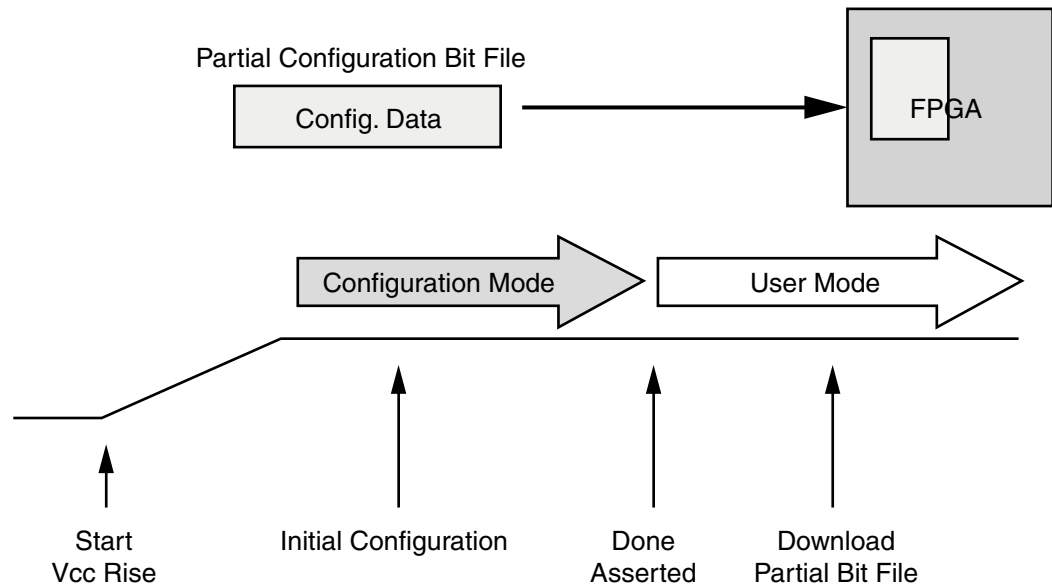 Partial Configuration Bit File
Config. Data
FPGA
Configuration Mode
User Mode
Start
Vcc Rise
Initial Configuration
Done
Asserted
Download
Partial Bit File